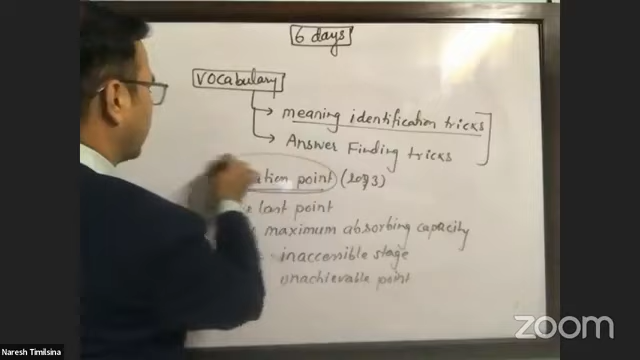 6 days
vocabulary
meaning identification tricks
Answer Finding tricks
point
last point
maximum absorbing capacity
inaccessible stage
unachievable point
Naresh Timilsina
zoom